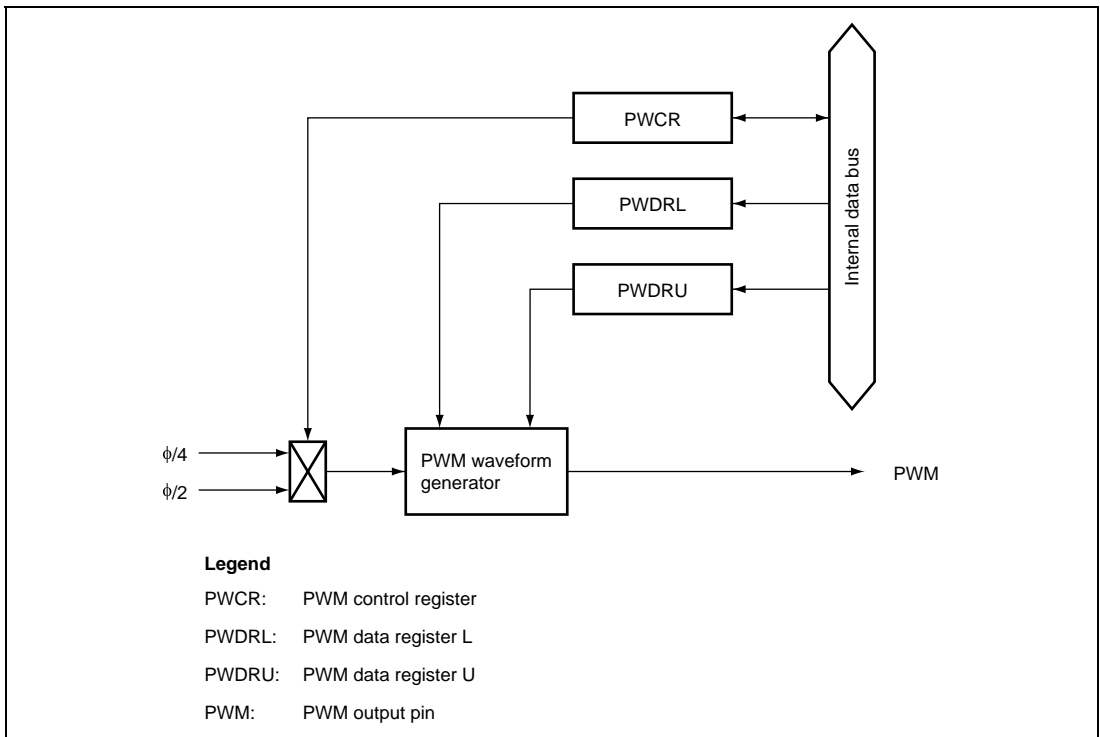 PWCR
PWDRL
PWDRU
Internal data bus
ϕ/4
ϕ/2
PWM waveform
generator
PWM
Legend
PWCR: PWM control register
PWDRL: PWM data register L
PWDRU: PWM data register U
PWM: PWM output pin